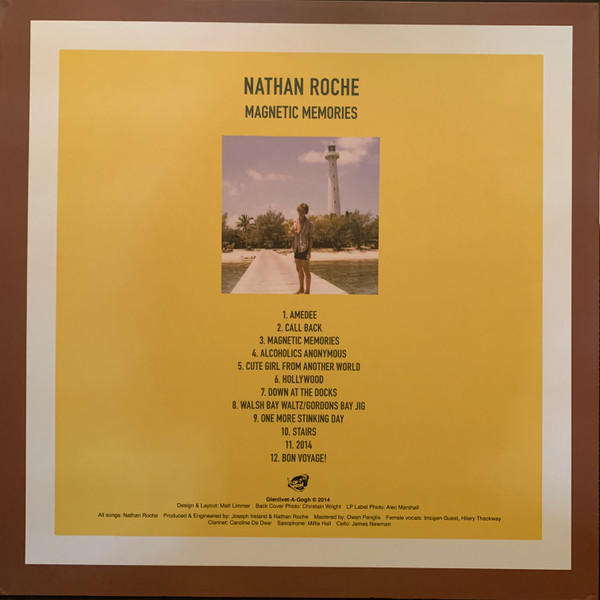 NATHAN ROCHE
MAGNETIC MEMORIES
1. AMEDEE
2. CALL BACK
3. MAGNETIC MEMORIES
4. ALCOHOLICS ANONYMOUS
5. CUTE GIRL FROM ANOTHER WORLD
6. HOLLYWOOD
7. DOWN AT THE DOCKS
8. WALSH BAY WALTZ/GORDONS BAY JIG
9. ONE MORE STINKING DAY
10. STAIRS
11. 2014
12. BON VOYAGE!
Glenlivet-A-Gogh © 2014
Design & Layout: Matt Limmer Back Cover Photo: Christain Wright LP Label Photo: Alec Marshall
All songs: Nathan Roche Produced & Engineered by: Joseph Ireland & Nathan Roche Mastered by: Owen Penglis Female vocals: Imogen Guest, Hilary Thackway
Clarinet: Caroline De Dear Saxophone: Millie Hall Cello: James Newman